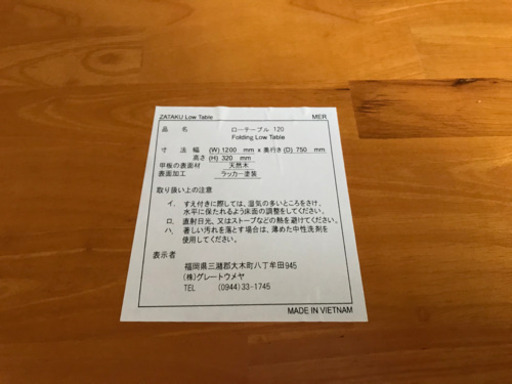 ZATAKU Low Table MER
品 名 ローテーブル 120
Folding Low Table
寸 法 幅 (W) 1200 mm x 奥行き (D) 750 mm
高さ (H) 320 mm
甲板の表面材 天然木
表面加工 ラッカー塗装
取り扱い上の注意
イ. すえ付きに際しては、湿気の多いところをさけ、
水平に保たれるよう床面の調整をしてください。
ロ. 直射日光、又はストーブなどの熱を避けてください。
ハ. 著しい汚れを落とす場合は、薄めた中性洗剤を
使用してください。
表示者
福岡県三潴郡大木町八丁牟田945
(株)グレートウメヤ
TEL (0944)33-1745
MADE IN VIETNAM